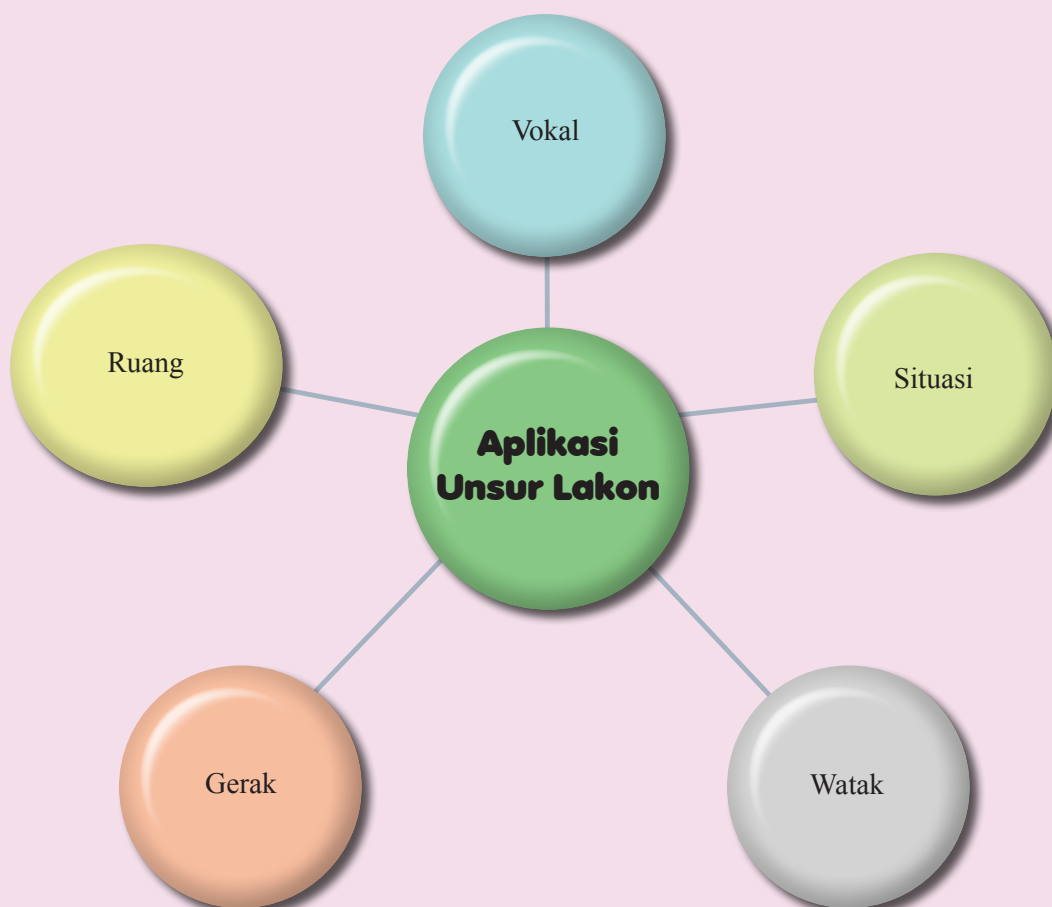 Vokal
Ruang
Situasi
Aplikasi
Unsur Lakon
Gerak
Watak